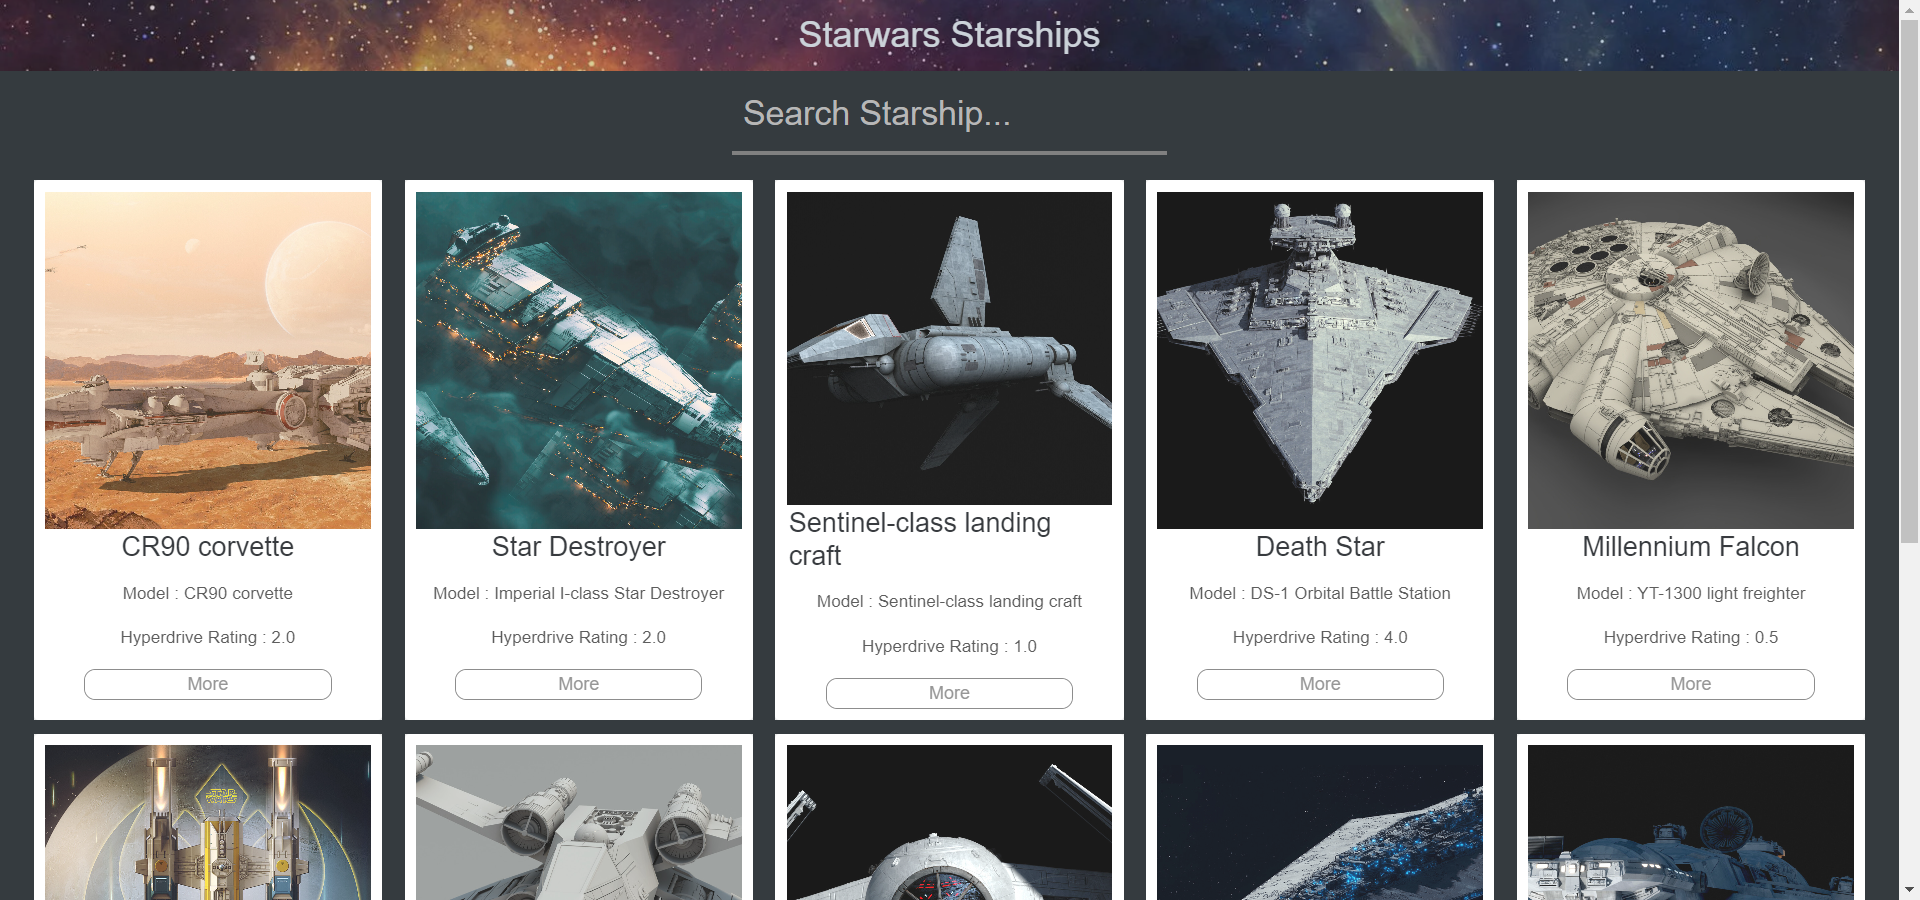 Starwars Starships
Search Starship...
CR90 corvette
Model : CR90 corvette
Hyperdrive Rating : 2.0
More
Star Destroyer
Model : Imperial I-class Star Destroyer
Hyperdrive Rating : 2.0
More
Sentinel-class landing
craft
Model : Sentinel-class landing craft
Hyperdrive Rating : 1.0
More
Death Star
Model : DS-1 Orbital Battle Station
Hyperdrive Rating : 4.0
More
Millennium Falcon
Model : YT-1300 light freighter
Hyperdrive Rating : 0.5
More
STAR
WARS